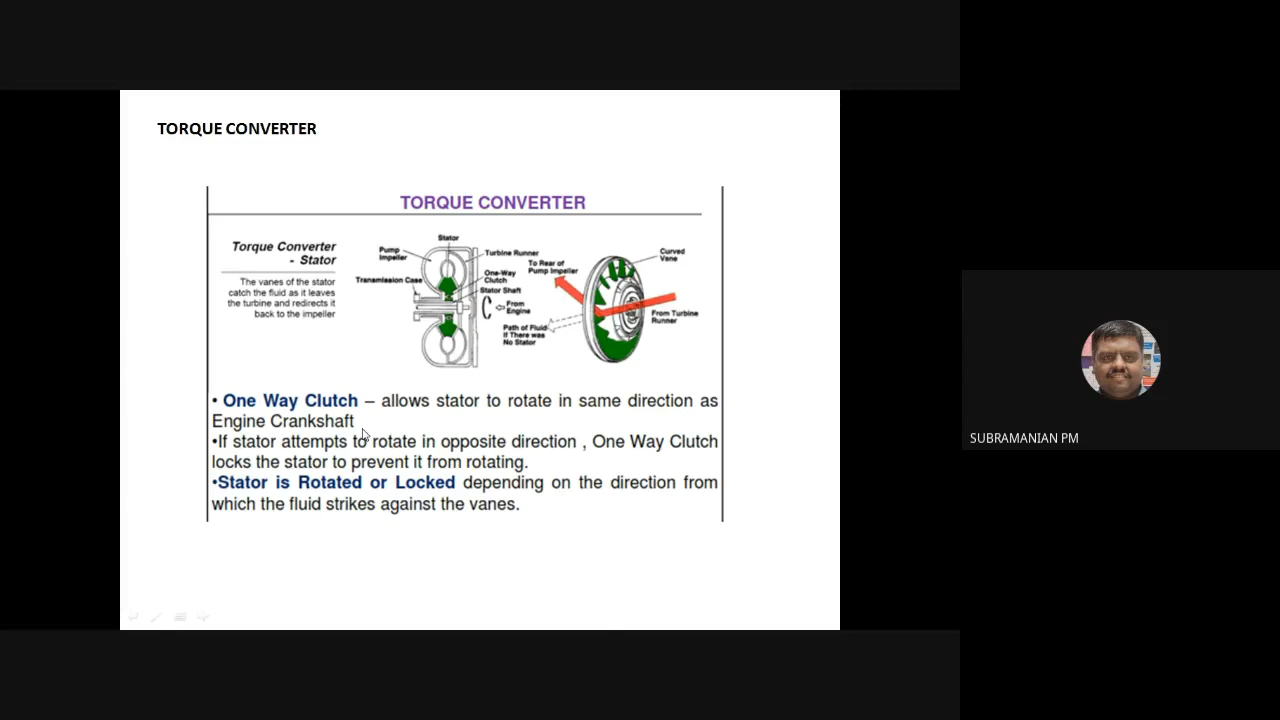 TORQUE CONVERTER
TORQUE CONVERTER
Torque Converter
- Stator
The vanes of the stator
catch the fluid as it leaves
the turbine and redirects it
back to the impeller
Stator
Pump
Impeller
Turbine Runner
Transmission Case
One-Way
Clutch
Stator Shaft
From
Engine
To Rear of
Pump Impeller
Curved
Vane
Path of Fluid
If There was
No Stator
From Turbine
Runner
• One Way Clutch – allows stator to rotate in same direction as
Engine Crankshaft
•If stator attempts to rotate in opposite direction , One Way Clutch
locks the stator to prevent it from rotating.
•Stator is Rotated or Locked depending on the direction from
which the fluid strikes against the vanes.
SUBRAMANIAN PM